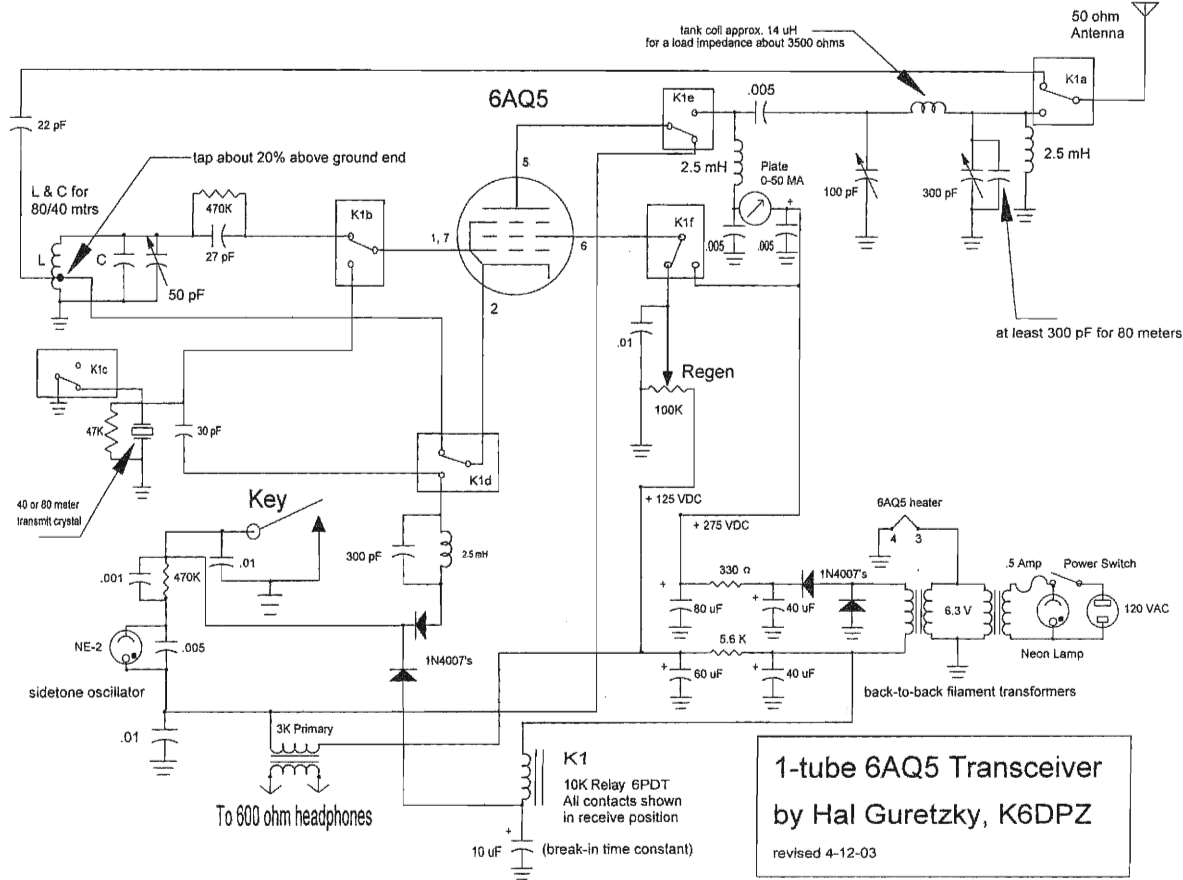 50 ohm
Antenna
tank coil approx. 14 uH
for a load impedance about 3500 ohms
K1a
6AQ5
K1e
.005
22 pF
tap about 20% above ground end
5
2.5 mH
Plate
0-50 MA
+
2.5 mH
L & C for
80/40 mtrs
470K
27 pF
K1b
1, 7
6
K1f
100 pF
300 pF
.005
.005
L
C
50 pF
2
at least 300 pF for 80 meters
K1c
.01
Regen
100K
47K
30 pF
K1d
40 or 80 meter
transmit crystal
Key
+ 125 VDC
+ 275 VDC
6AQ5 heater
4
3
.01
300 pF
2.5 mH
.001
470K
330 Ω
1N4007's
.5 Amp
Power Switch
+
80 uF
+
40 uF
6.3 V
120 VAC
NE-2
.005
5.6 K
Neon Lamp
1N4007's
+
60 uF
+
40 uF
sidetone oscillator
back-to-back filament transformers
.01
3K Primary
K1
10K Relay 6PDT
All contacts shown
in receive position
To 600 ohm headphones
+
10 uF
(break-in time constant)
1-tube 6AQ5 Transceiver
by Hal Guretzky, K6DPZ
revised 4-12-03